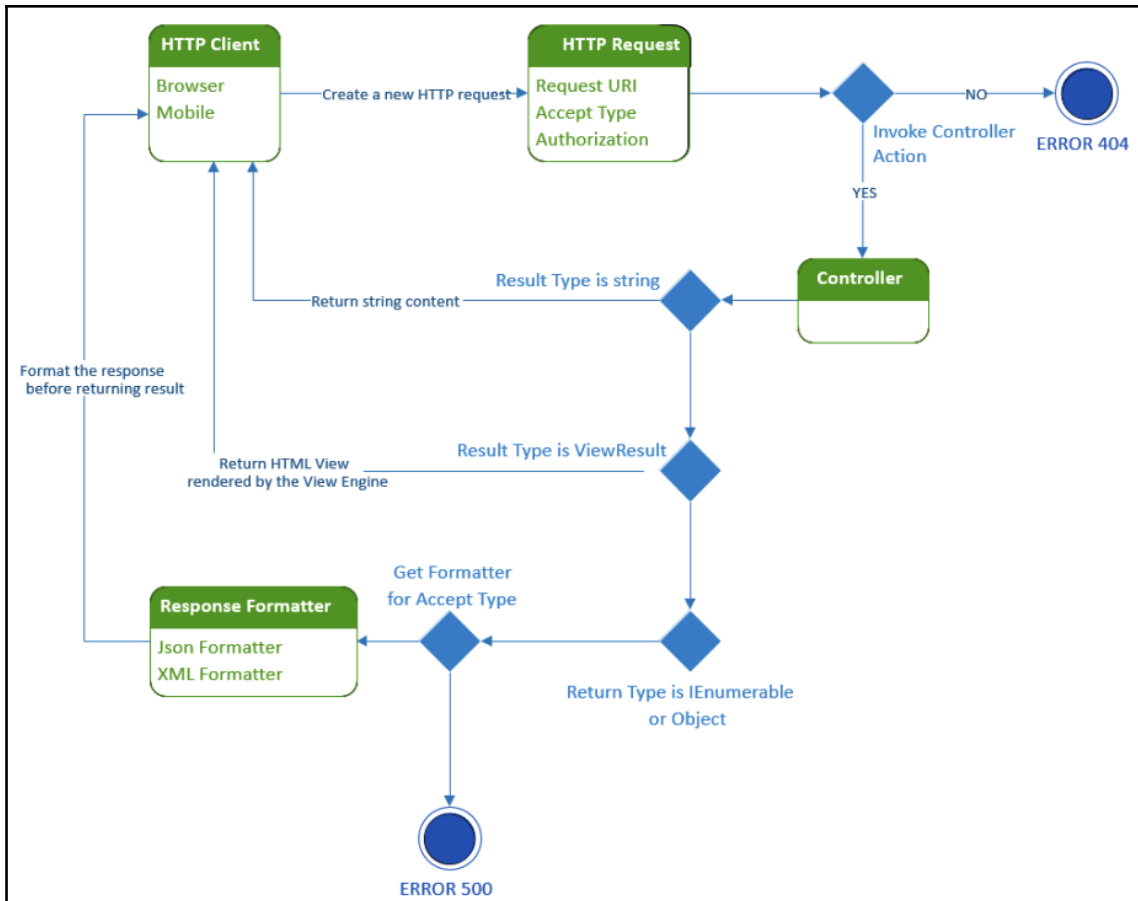 HTTP Client
Browser
Mobile
Create a new HTTP request
HTTP Request
Request URI
Accept Type
Authorization
NO
Invoke Controller
Action
ERROR 404
YES
Controller
Result Type is string
Return string content
Format the response
before returning result
Result Type is ViewResult
Return HTML View
rendered by the View Engine
Get Formatter
for Accept Type
Response Formatter
Json Formatter
XML Formatter
Return Type is IEnumerable
or Object
ERROR 500